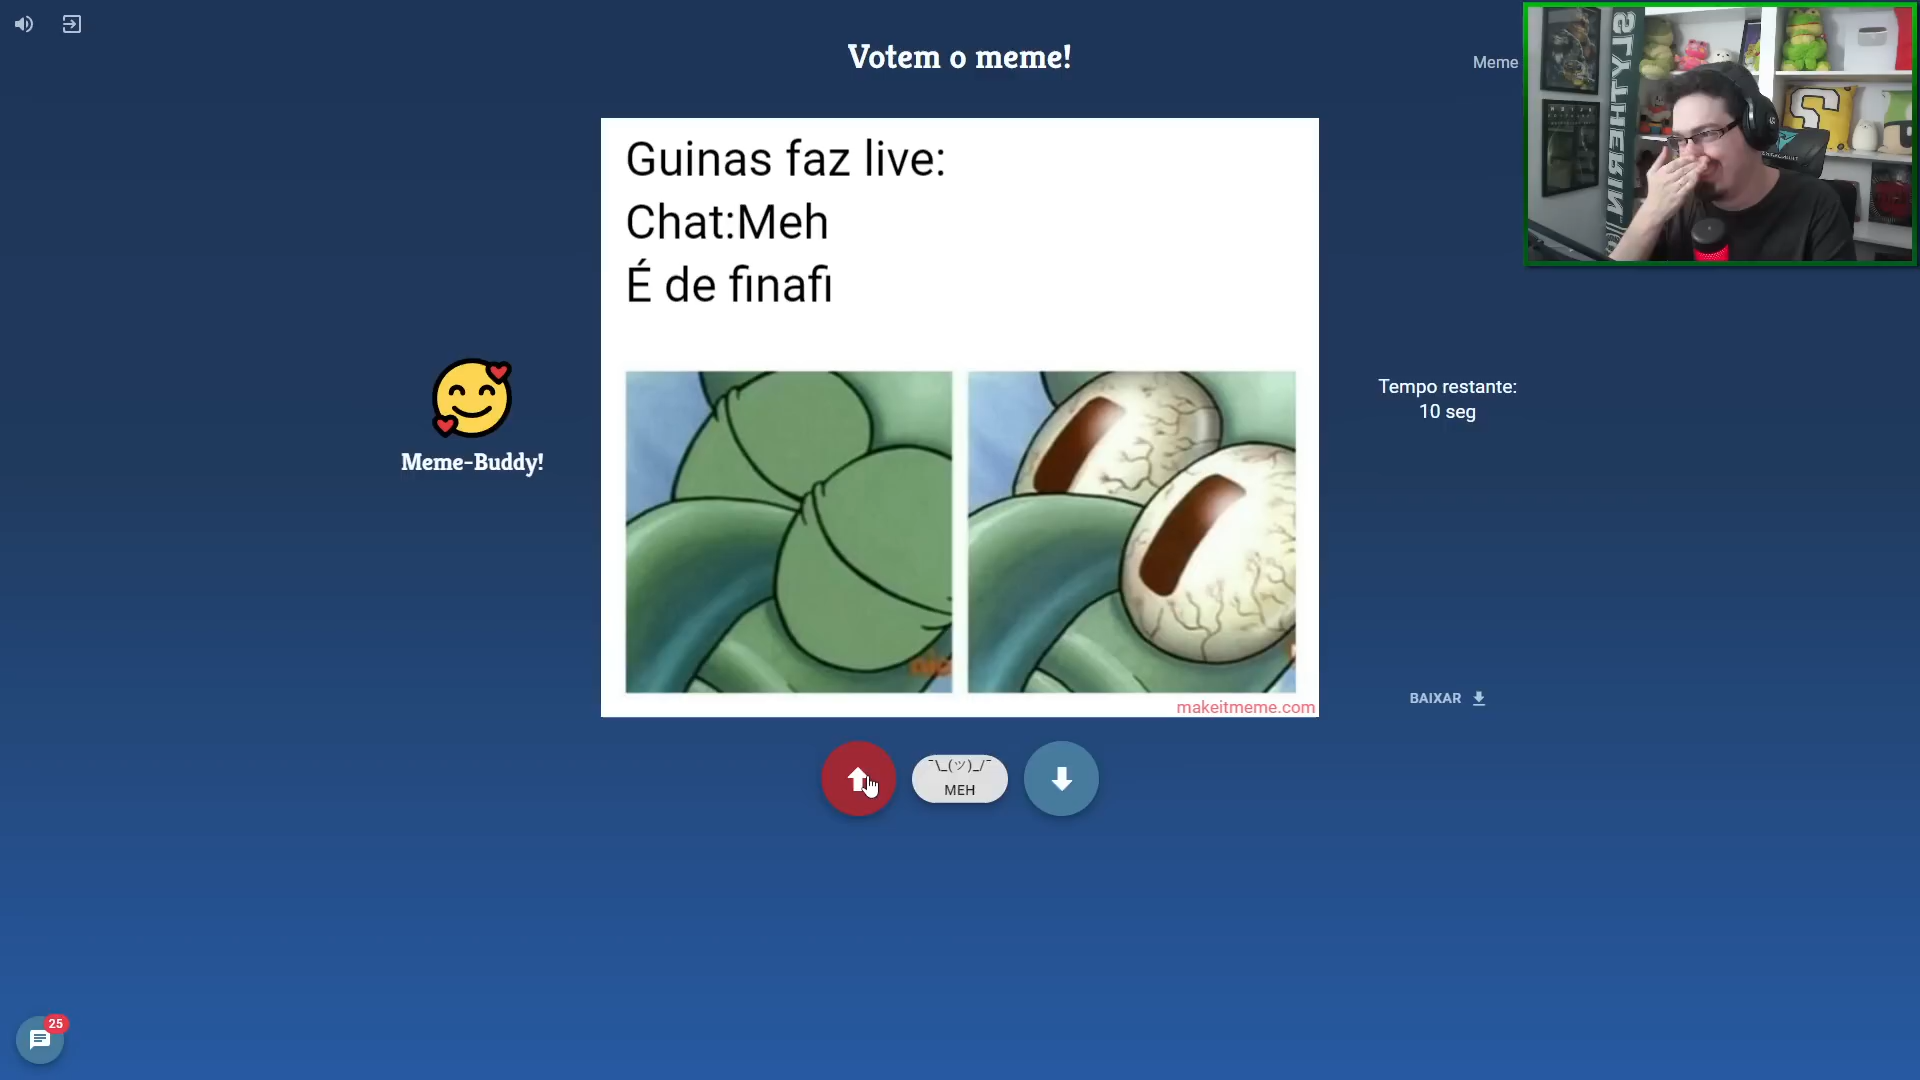 Votem o meme!
Meme
SLYTHERIN
S
Guinas faz live:
Chat:Meh
É de finafi
Meme-Buddy!
Tempo restante:
10 seg
makeitmeme.com
BAIXAR
¯\_(ツ)_/¯
MEH
25